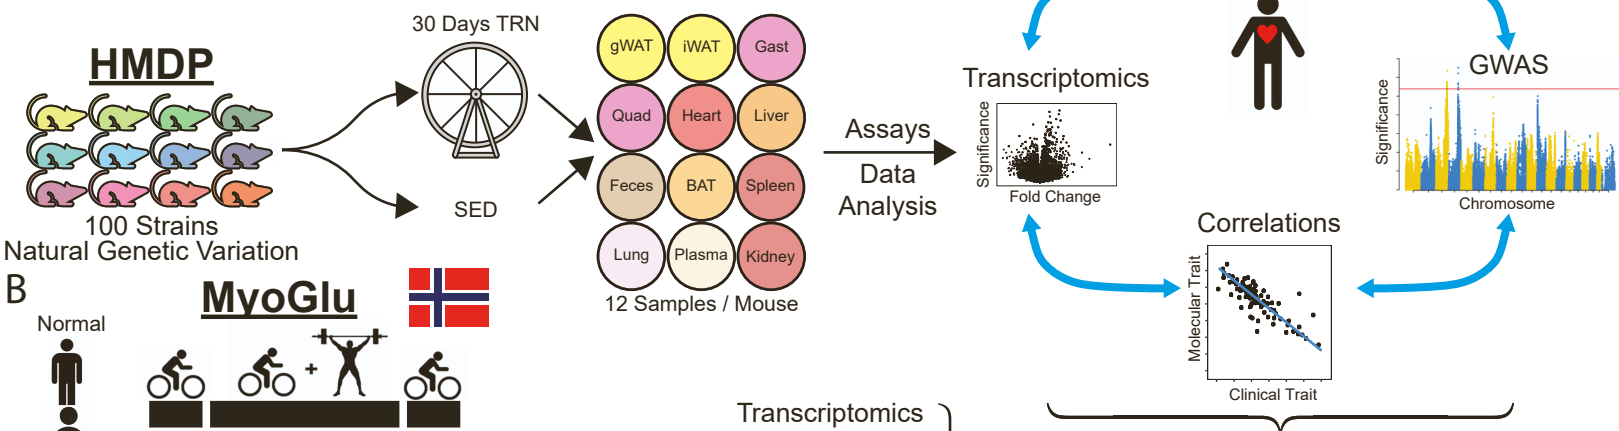 HMDP
100 Strains
Natural Genetic Variation
30 Days TRN
SED
gWAT
iWAT
Gast
Quad
Heart
Liver
Feces
BAT
Spleen
Lung
Plasma
Kidney
12 Samples / Mouse
Assays
Data
Analysis
Transcriptomics
Significance
Fold Change
GWAS
Significance
Chromosome
Correlations
Molecular Trait
Clinical Trait
B
MyoGlu
Normal
+
Transcriptomics